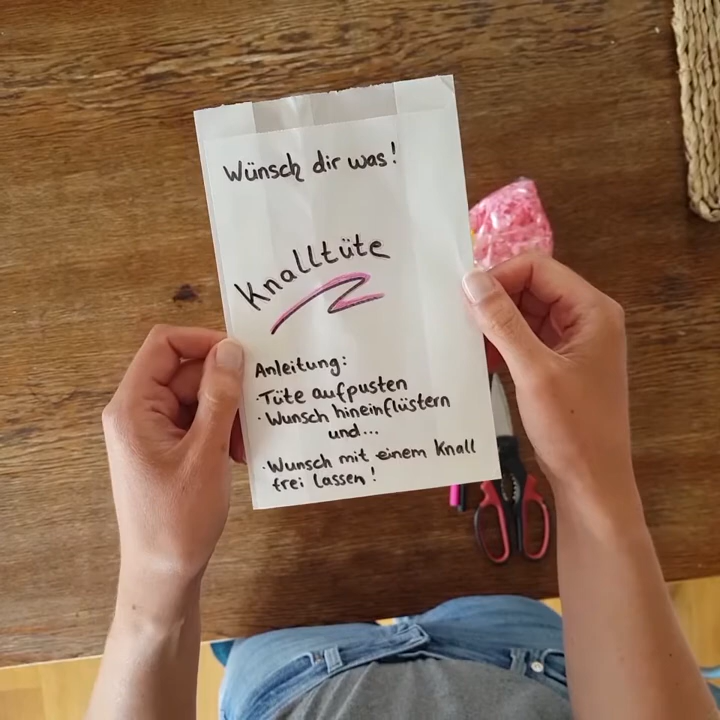 Wünsch dir was!
Knalltüte
Anleitung:
· Tüte aufpusten
· Wunsch hineinflüstern
und...
· Wunsch mit einem Knall
frei lassen!